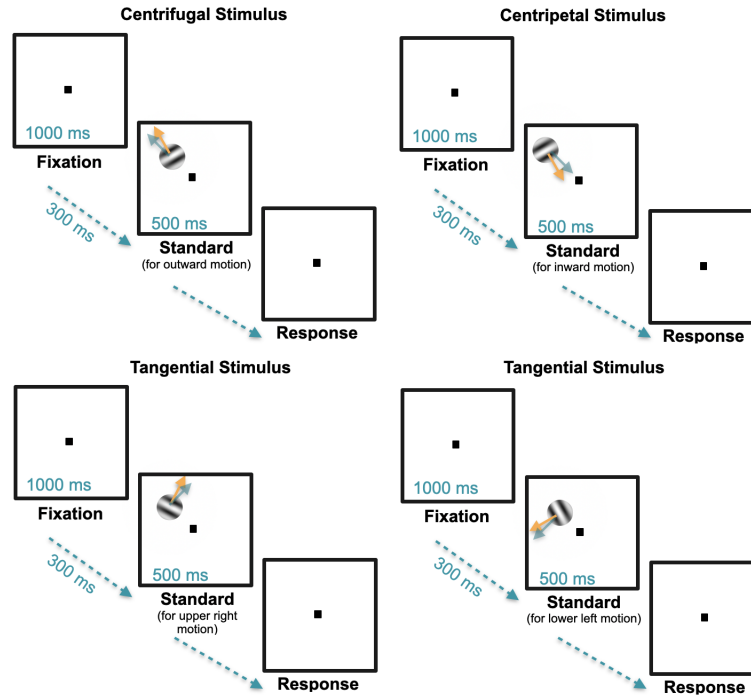 Centrifugal Stimulus
1000 ms
Fixation
300 ms
500 ms
Standard
(for outward motion)
Response
Centripetal Stimulus
1000 ms
Fixation
300 ms
500 ms
Standard
(for inward motion)
Response
Tangential Stimulus
1000 ms
Fixation
300 ms
500 ms
Standard
(for upper right
motion)
Response
Tangential Stimulus
1000 ms
Fixation
300 ms
500 ms
Standard
(for lower left motion)
Response